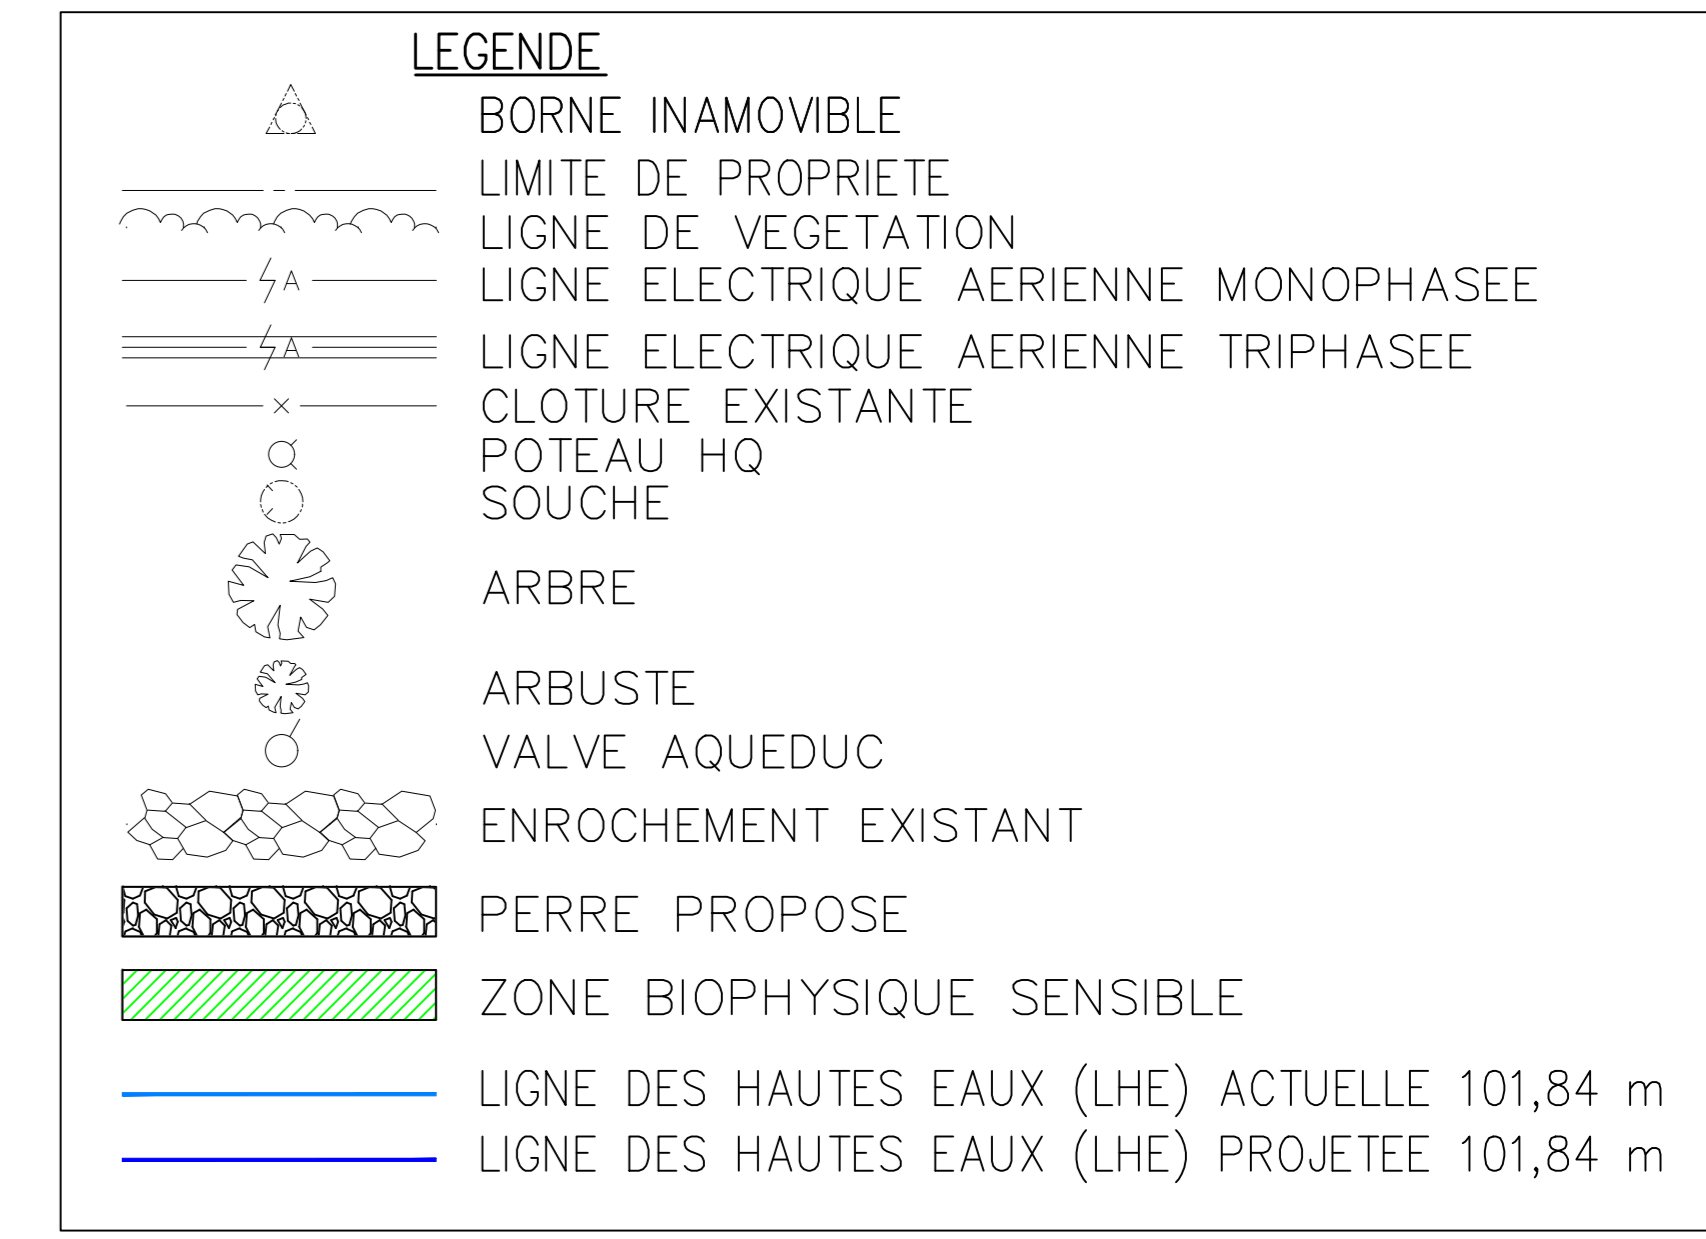 LEGENDE
BORNE INAMOVIBLE
LIMITE DE PROPRIETE
LIGNE DE VEGETATION
A LIGNE ELECTRIQUE AERIENNE MONOPHASEE
A LIGNE ELECTRIQUE AERIENNE TRIPHASEE
CLOTURE EXISTANTE
POTEAU HQ
SOUCHE
ARBRE
ARBUSTE
VALVE AQUEDUC
ENROCHEMENT EXISTANT
PERRE PROPOSE
ZONE BIOPHYSIQUE SENSIBLE
LIGNE DES HAUTES EAUX (LHE) ACTUELLE 101,84 m
LIGNE DES HAUTES EAUX (LHE) PROJETEE 101,84 m